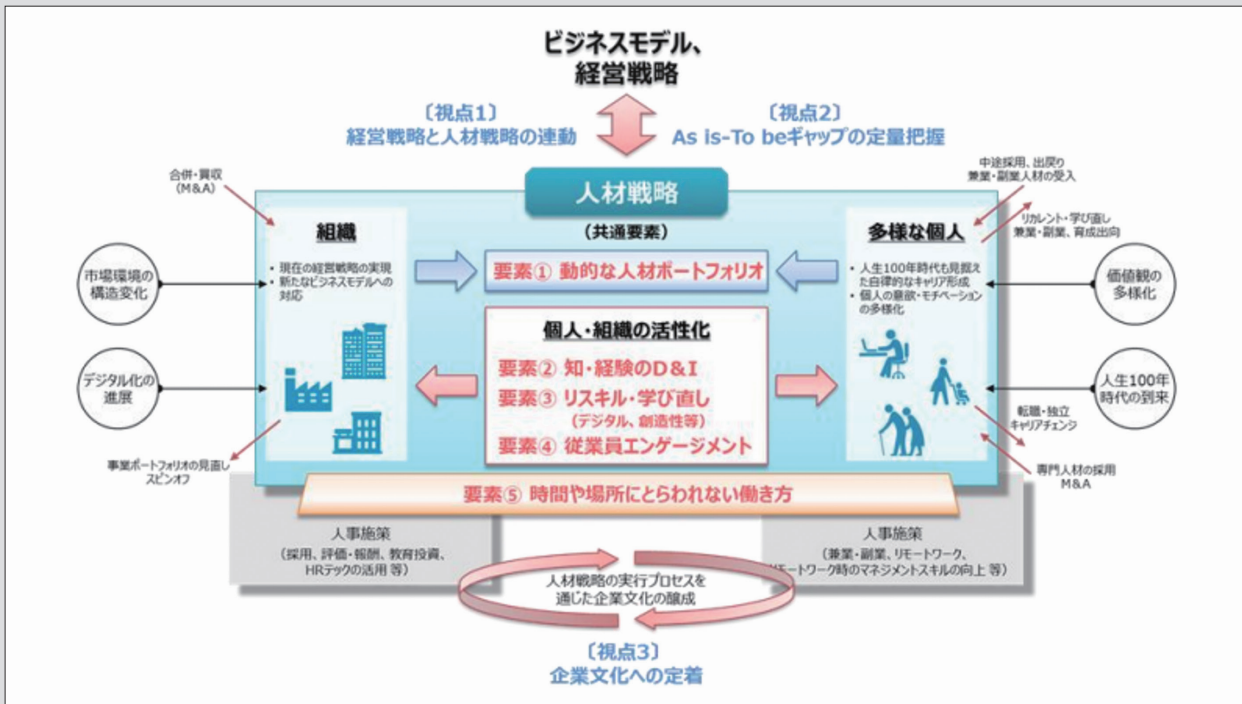 ビジネスモデル、
経営戦略
〔視点1〕
経営戦略と人材戦略の連動
〔視点2〕
As is-To beギャップの定量把握
人材戦略
（共通要素）
合併・買収
（M&A）
中途採用、出戻り
兼業・副業人材の受入
リカレント・学び直し
兼業・副業、育成出向
市場環境の
構造変化
デジタル化の
進展
組織
• 現在の経営戦略の実現
• 新たなビジネスモデルへの
対応
要素① 動的な人材ポートフォリオ
個人・組織の活性化
要素② 知・経験のD&I
要素③ リスキル・学び直し
（デジタル、創造性等）
要素④ 従業員エンゲージメント
多様な個人
• 人生100年時代も見据え
た自律的なキャリア形成
• 個人の意欲・モチベーション
の多様化
価値観の
多様化
人生100年
時代の到来
転職・独立
キャリアチェンジ
専門人材の採用
M&A
事業ポートフォリオの見直し
スピンオフ
要素⑤ 時間や場所にとらわれない働き方
人事施策
（採用、評価・報酬、教育投資、
HRテックの活用 等）
人事施策
（兼業・副業、リモートワーク、
リモートワーク時のマネジメントスキルの向上 等）
人材戦略の実行プロセスを
通じた企業文化の醸成
〔視点3〕
企業文化への定着